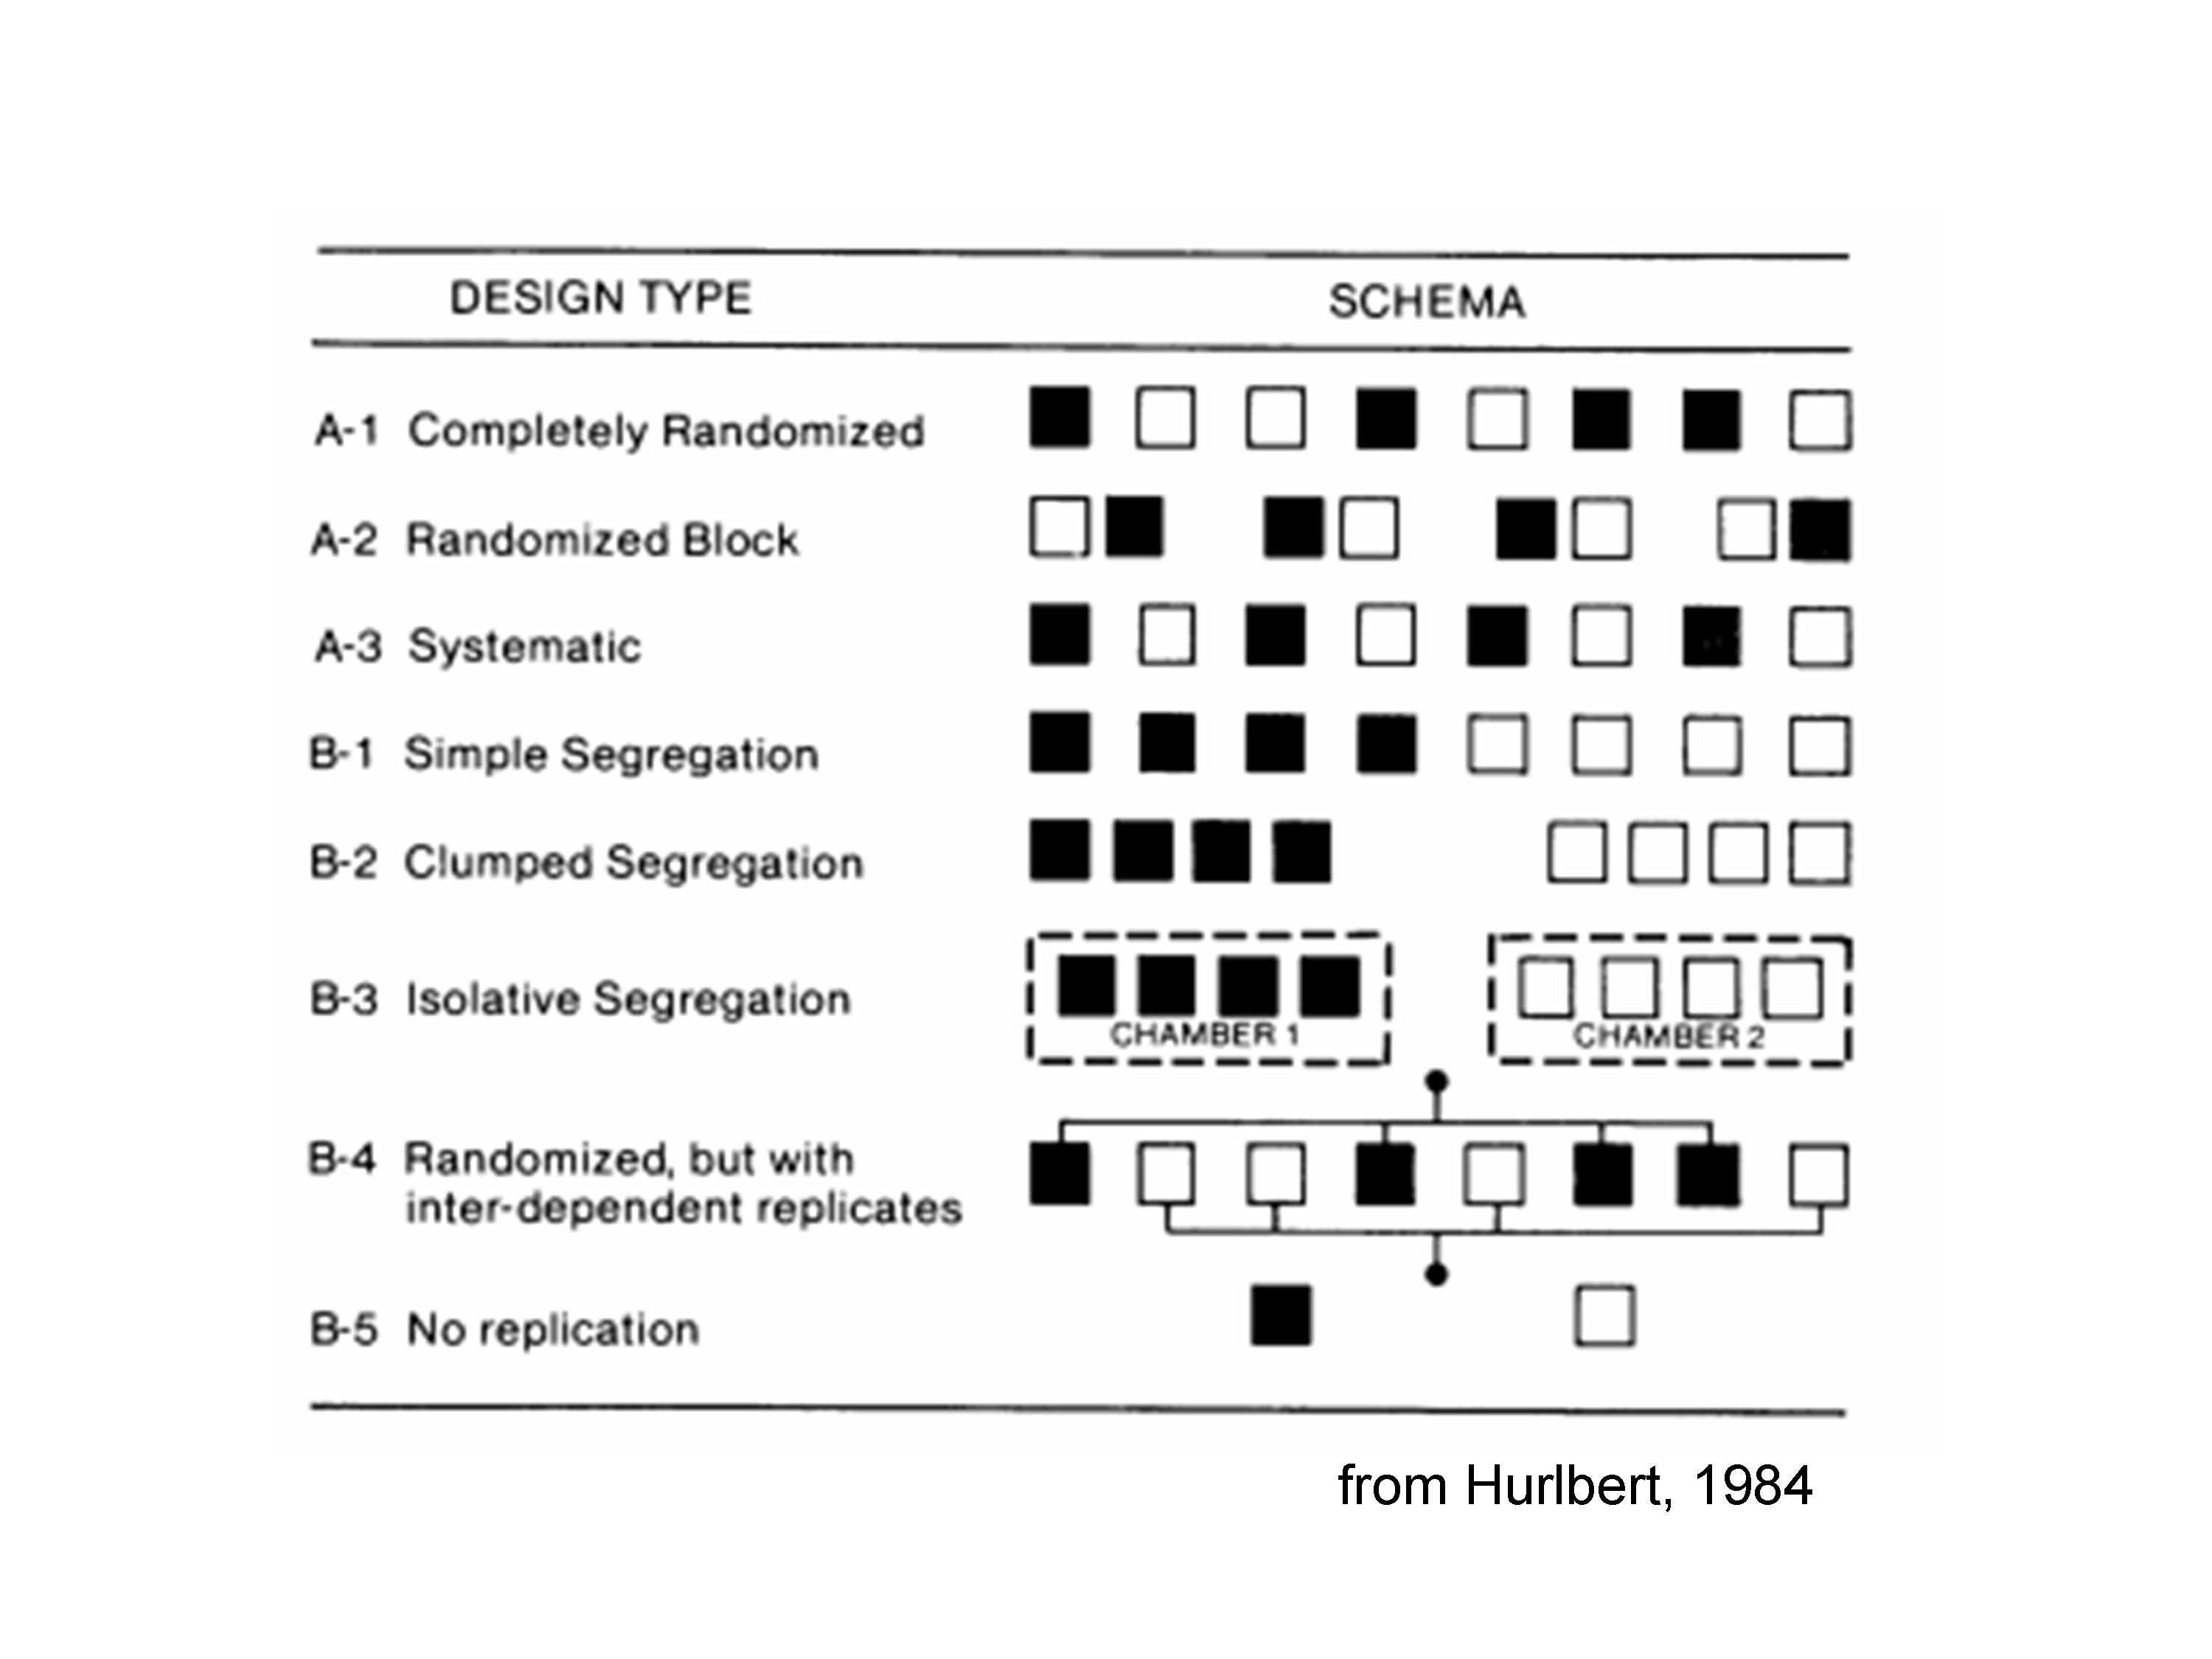 DESIGN TYPE SCHEMA
A-1 Completely Randomized
A-2 Randomized Block
A-3 Systematic
B-1 Simple Segregation
B-2 Clumped Segregation
B-3 Isolative Segregation
CHAMBER 1 CHAMBER 2
B-4 Randomized, but with
inter-dependent replicates
B-5 No replication
from Hurlbert, 1984